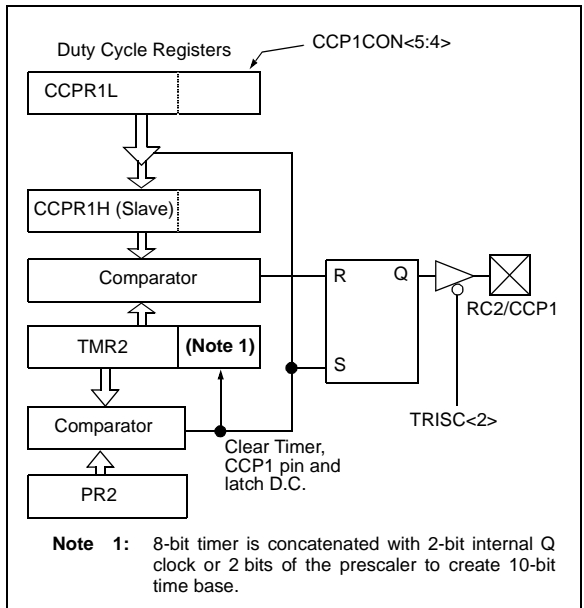 Duty Cycle Registers
CCP1CON<5:4>
CCPR1L
CCPR1H (Slave)
Comparator
R
Q
RC2/CCP1
TMR2
(Note 1)
S
TRISC<2>
Comparator
Clear Timer,
CCP1 pin and
latch D.C.
PR2
Note 1: 8-bit timer is concatenated with 2-bit internal Q
clock or 2 bits of the prescaler to create 10-bit
time base.